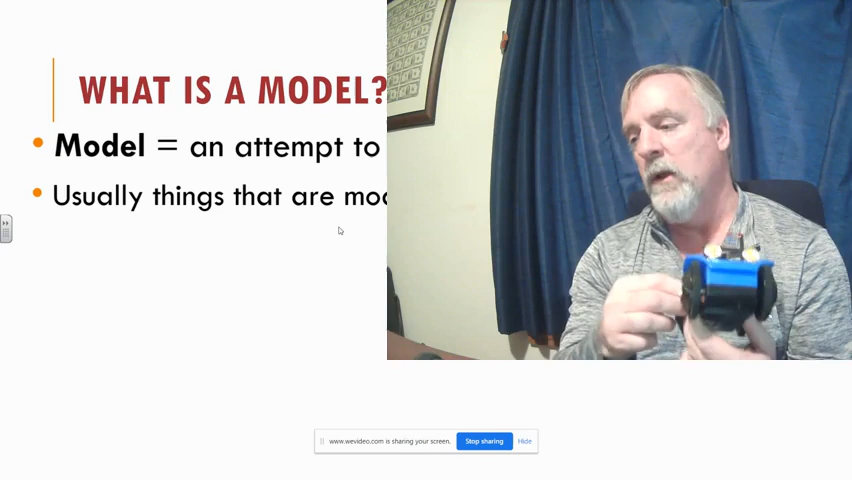 WHAT IS A MODEL?
• Model = an attempt to
• Usually things that are mod
www.wevideo.com is sharing your screen.
Stop sharing
Hide